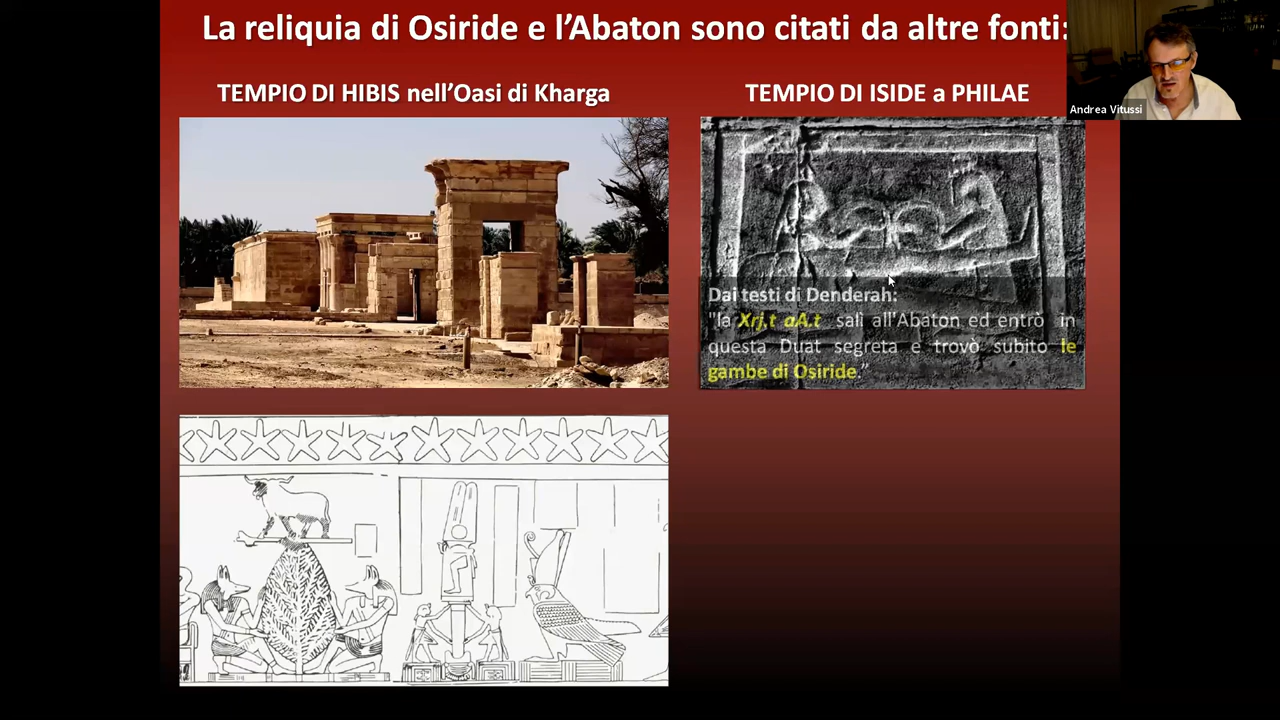 La reliquia di Osiride e l'Abaton sono citati da altre fonti:
TEMPIO DI HIBIS nell'Oasi di Kharga
TEMPIO DI ISIDE a PHILAE
Andrea Vitussi
Dai testi di Denderah:
"la Xrj.t aA.t salì all'Abaton ed entrò in
questa Duat segreta e trovò subito le
gambe di Osiride."